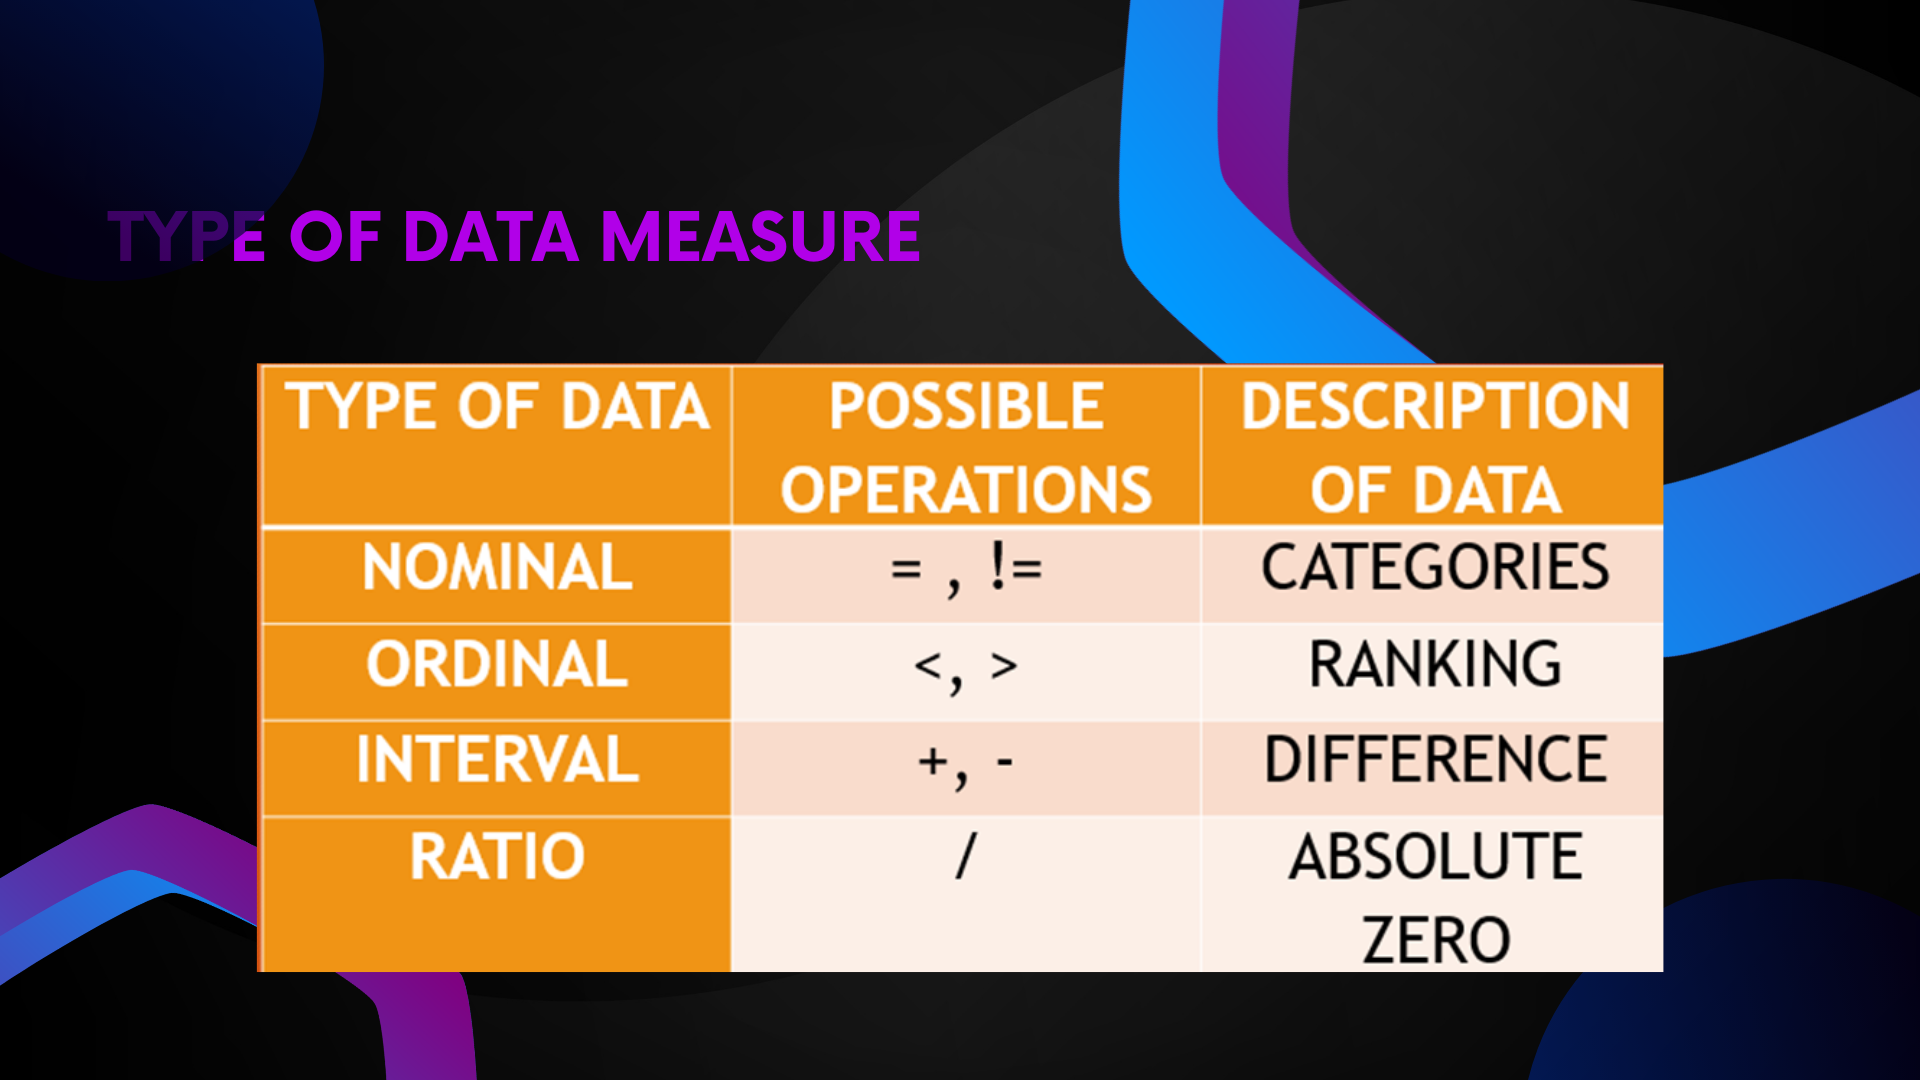 TYPE OF DATA MEASURE
TYPE OF DATA POSSIBLE DESCRIPTION
OPERATIONS OF DATA
NOMINAL = , != CATEGORIES
ORDINAL <, > RANKING
INTERVAL +, - DIFFERENCE
RATIO / ABSOLUTE
ZERO